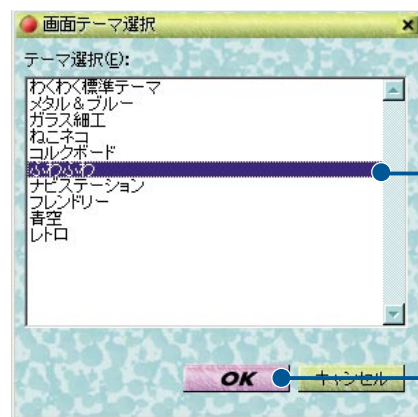 画面テーマ選択
テーマ選択(E):
わくわく標準テーマ
メタル＆ブルー
ガラス細工
ねこネコ
コルクボード
ふわふわ
ナビステーション
フレンドリー
青空
レトロ
OK
キャンセル